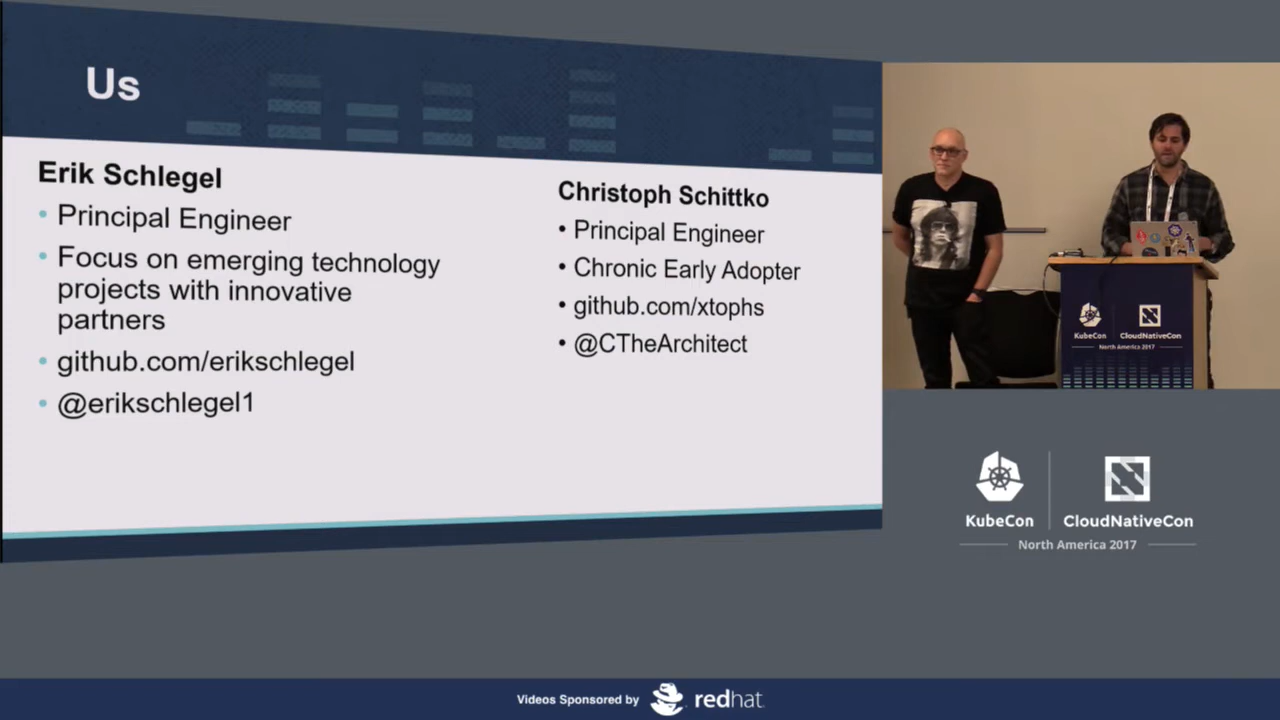 Us
Erik Schlegel
• Principal Engineer
• Focus on emerging technology
projects with innovative
partners
• github.com/erikschlegel
• @erikschlegel1
Christoph Schittko
• Principal Engineer
• Chronic Early Adopter
• github.com/xtophs
• @CTheArchitect
KubeCon
CloudNativeCon
North America 2017
KubeCon
CloudNativeCon
North America 2017
Videos Sponsored by
redhat.